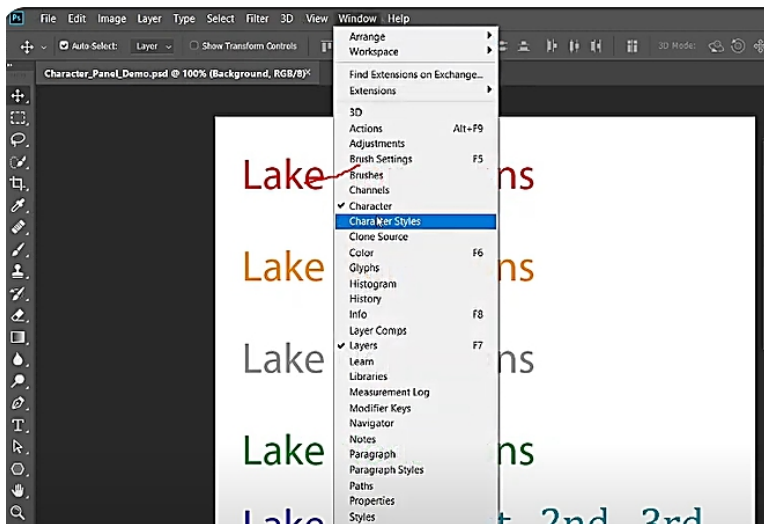 Ps File Edit Image Layer Type Select Filter 3D View Window Help
Auto-Select: Layer Show Transform Controls 3D Mode:
Character_Panel_Demo.psd @ 100% (Background, RGB/8)
Arrange
Workspace
Find Extensions on Exchange...
Extensions
3D
Actions Alt+F9
Adjustments
Brush Settings F5
Brushes
Channels
Character
Character Styles
Clone Source
Color F6
Glyphs
Histogram
History
Info F8
Layer Comps
Layers F7
Learn
Libraries
Measurement Log
Modifier Keys
Navigator
Notes
Paragraph
Paragraph Styles
Paths
Properties
Styles
Lake ns
Lake ns
Lake ns
Lake ns
Lake t 2nd 3rd